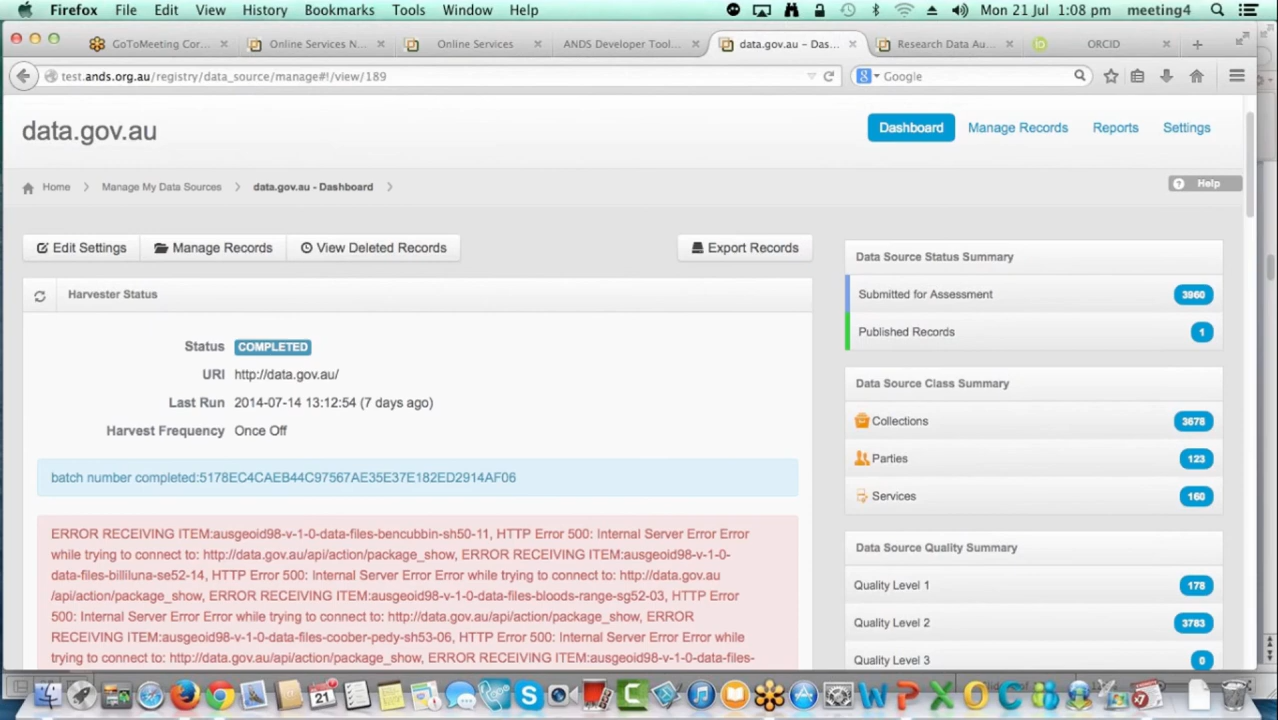 Firefox File Edit View History Bookmarks Tools Window Help Mon 21 Jul 1:08 pm meeting4
GoToMeeting Cor... Online Services N... Online Services ANDS Developer Tool... data.gov.au – Das... Research Data Au... ORCID
test.ands.org.au/registry/data_source/manage#!/view/189 Google
data.gov.au
Dashboard Manage Records Reports Settings
Home Manage My Data Sources data.gov.au - Dashboard Help
Edit Settings Manage Records View Deleted Records Export Records
Harvester Status
Status COMPLETED
URI http://data.gov.au/
Last Run 2014-07-14 13:12:54 (7 days ago)
Harvest Frequency Once Off
batch number completed:5178EC4CAEB44C97567AE35E37E182ED2914AF06
ERROR RECEIVING ITEM:ausgeoid98-v-1-0-data-files-bencubbin-sh50-11, HTTP Error 500: Internal Server Error Error
while trying to connect to: http://data.gov.au/api/action/package_show, ERROR RECEIVING ITEM:ausgeoid98-v-1-0-
data-files-billiluna-se52-14, HTTP Error 500: Internal Server Error Error while trying to connect to: http://data.gov.au
/api/action/package_show, ERROR RECEIVING ITEM:ausgeoid98-v-1-0-data-files-bloods-range-sg52-03, HTTP Error
500: Internal Server Error Error while trying to connect to: http://data.gov.au/api/action/package_show, ERROR
RECEIVING ITEM:ausgeoid98-v-1-0-data-files-coober-pedy-sh53-06, HTTP Error 500: Internal Server Error Error while
trying to connect to: http://data.gov.au/api/action/package_show, ERROR RECEIVING ITEM:ausgeoid98-v-1-0-data-files-
Data Source Status Summary
Submitted for Assessment 3960
Published Records 1
Data Source Class Summary
Collections 3678
Parties 123
Services 160
Data Source Quality Summary
Quality Level 1 178
Quality Level 2 3783
Quality Level 3 0
21